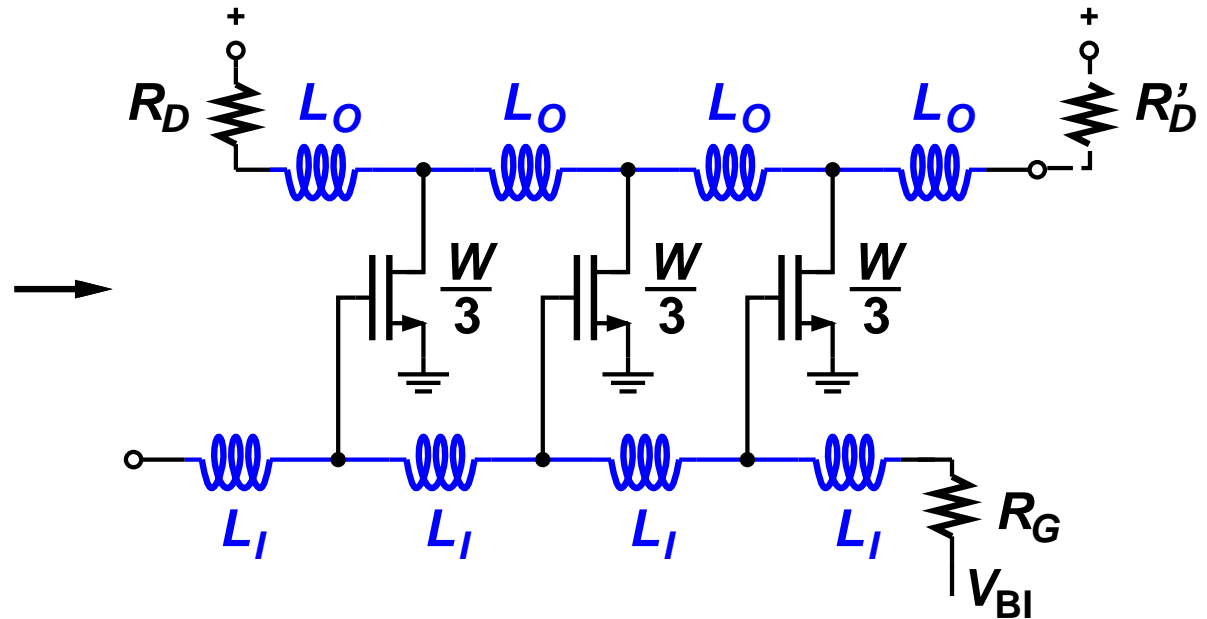 + +
R_D L_O L_O L_O L_O R'_D
W/3 W/3 W/3
L_I L_I L_I L_I R_G
V_BI